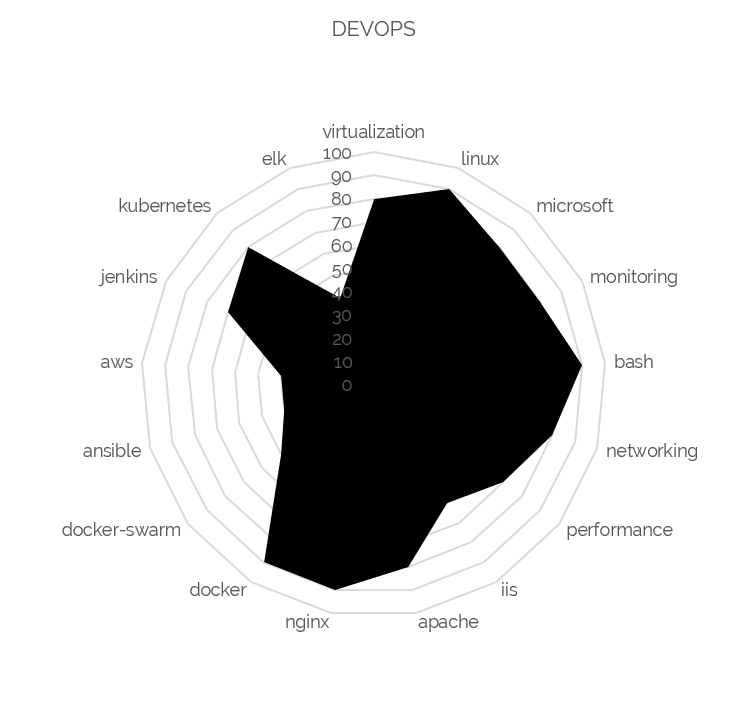 DEVOPS
virtualization
elk
linux
100
90
80
70
60
50
40
30
20
10
0
kubernetes
microsoft
jenkins
monitoring
aws
bash
ansible
networking
docker-swarm
performance
docker
iis
nginx
apache